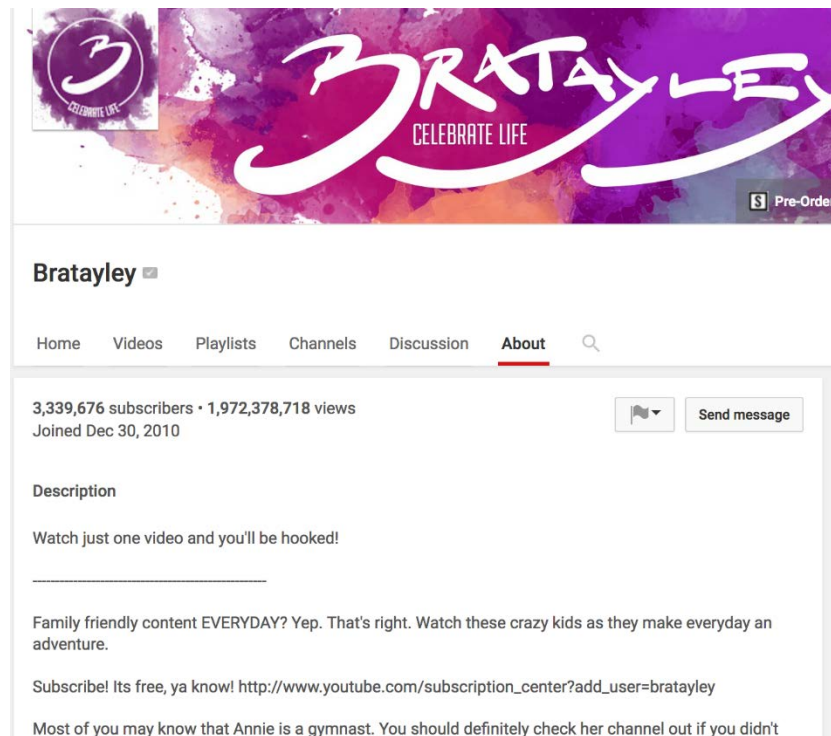 B
CELEBRATE LIFE
BRATAYLEY
CELEBRATE LIFE
$ Pre-Order
Bratayley
Home Videos Playlists Channels Discussion About
3,339,676 subscribers • 1,972,378,718 views
Send message
Joined Dec 30, 2010
Description
Watch just one video and you'll be hooked!
----------------------------------------------------
Family friendly content EVERYDAY? Yep. That's right. Watch these crazy kids as they make everyday an
adventure.
Subscribe! Its free, ya know! http://www.youtube.com/subscription_center?add_user=bratayley
Most of you may know that Annie is a gymnast. You should definitely check her channel out if you didn't